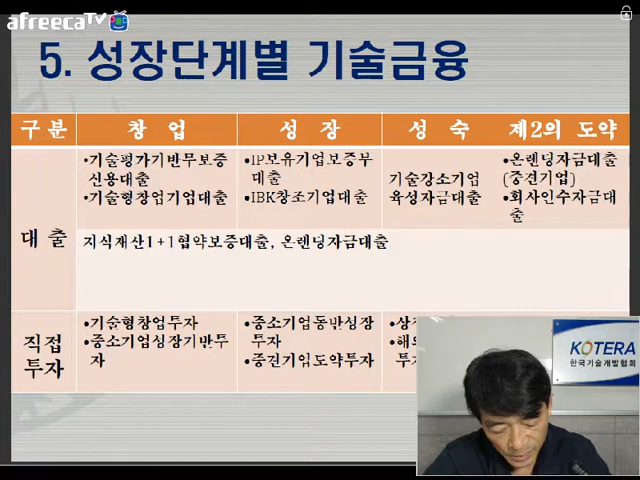 afreecaTV
5. 성장단계별 기술금융
구분 창 업 성 장 성 숙 제2의 도약
대 출
•기술평가기반무보증
신용대출
•기술형창업기업대출
•IP보유기업보증부
대출
•IBK창조기업대출
기술강소기업
육성자금대출
•온렌딩자금대출
(중견기업)
•회사인수자금대
출
지식재산1+1협약보증대출, 온렌딩자금대출
직접
투자
•기술형창업투자
•중소기업성장기반투
자
•중소기업동반성장
투자
•중견기업도약투자
KOTERA
한국기술개발협회